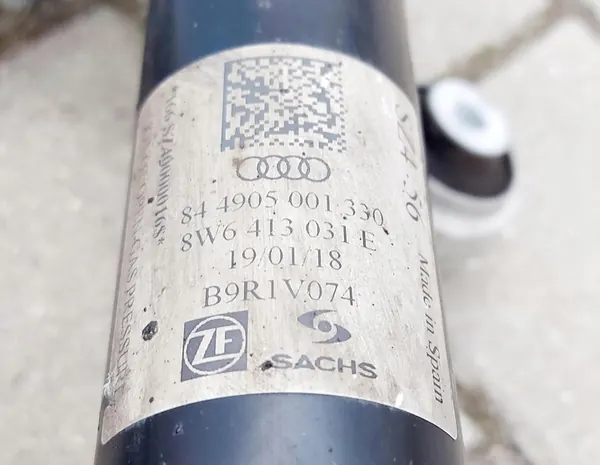 84 4905 001 330
8W6 413 031 E
19/01/18
B9R1V074
ZF
SACHS
Made in Spain